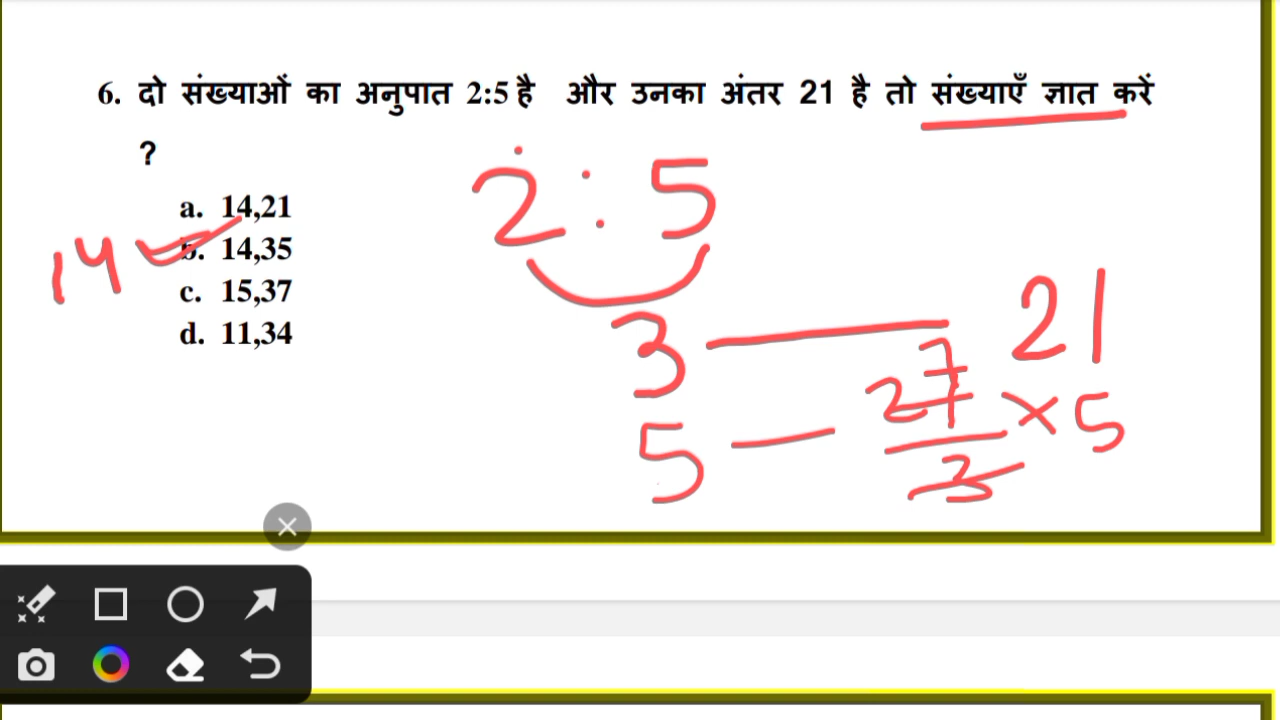 6. दो संख्याओं का अनुपात 2:5 है और उनका अंतर 21 है तो संख्याएँ ज्ञात करें
?
2 : 5
a. 14,21
14 b. 14,35
c. 15,37
d. 11,34
3 — 21
7
5 — 21 × 5
3